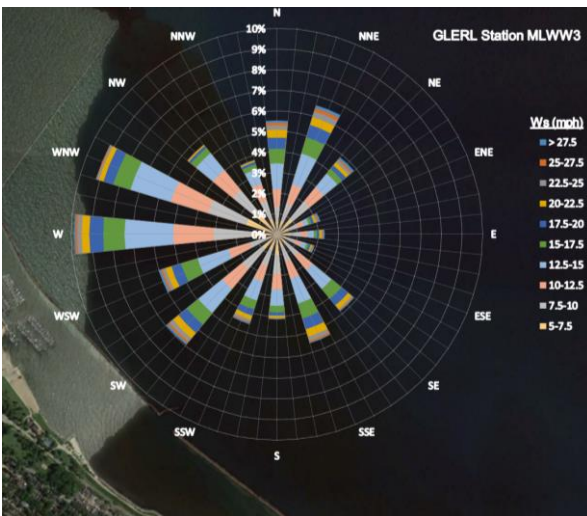 N
NNW
NNE
GLERL Station MLWW3
10%
9%
8%
7%
6%
5%
4%
3%
2%
1%
0%
NW
NE
WNW
ENE
W
E
WSW
ESE
SW
SE
SSW
SSE
S
Ws (mph)
> 27.5
25-27.5
22.5-25
20-22.5
17.5-20
15-17.5
12.5-15
10-12.5
7.5-10
5-7.5